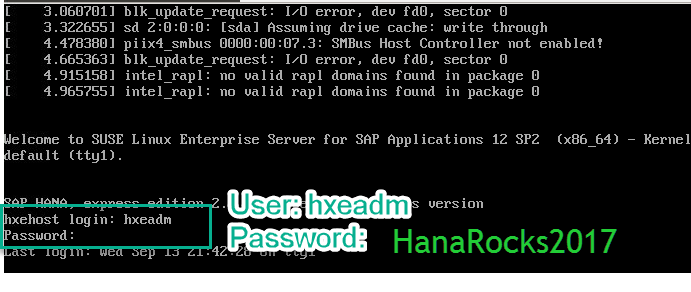 [    3.060701] blk_update_request: I/O error, dev fd0, sector 0
[    3.322655] sd 2:0:0:0: [sda] Assuming drive cache: write through
[    4.478380] piix4_smbus 0000:00:07.3: SMBus Host Controller not enabled!
[    4.665363] blk_update_request: I/O error, dev fd0, sector 0
[    4.915158] intel_rapl: no valid rapl domains found in package 0
[    4.965755] intel_rapl: no valid rapl domains found in package 0
Welcome to SUSE Linux Enterprise Server for SAP Applications 12 SP2  (x86_64) - Kernel
default (tty1).
SAP HANA, express edition 2. s version
hxehost login: hxeadm
User: hxeadm
Password:
Password: HanaRocks2017
Last login: Wed Sep 13 21:42:28 on tty1